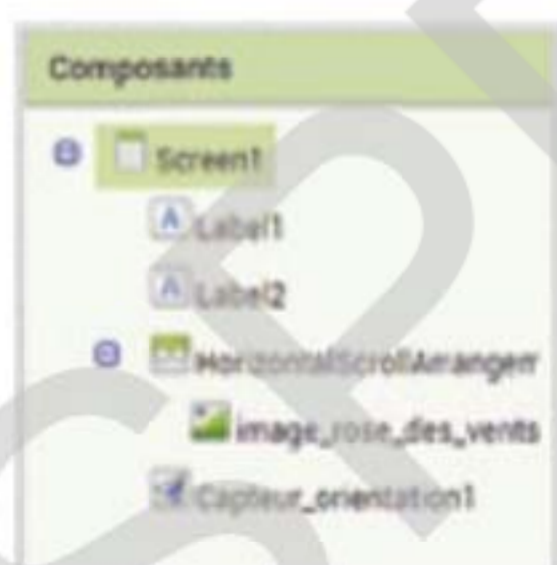 Composants
Screen1
Label1
Label2
HorizontalScrollArrangem
image_rose_des_vents
Capteur_orientation1